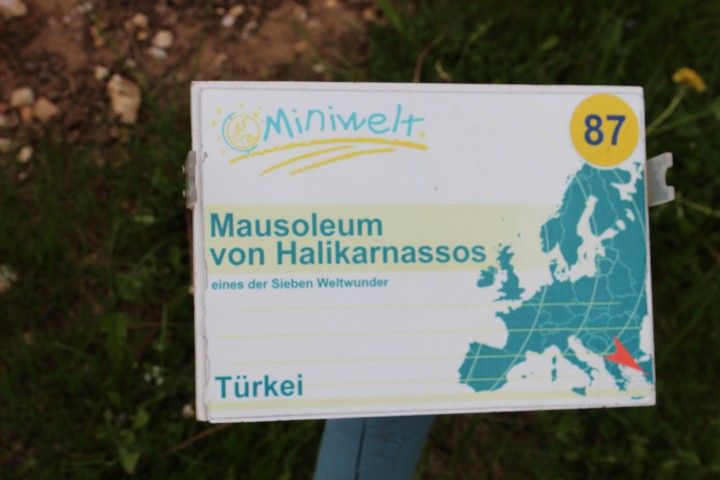 Miniwelt
87
Mausoleum
von Halikarnassos
eines der Sieben Weltwunder
Türkei